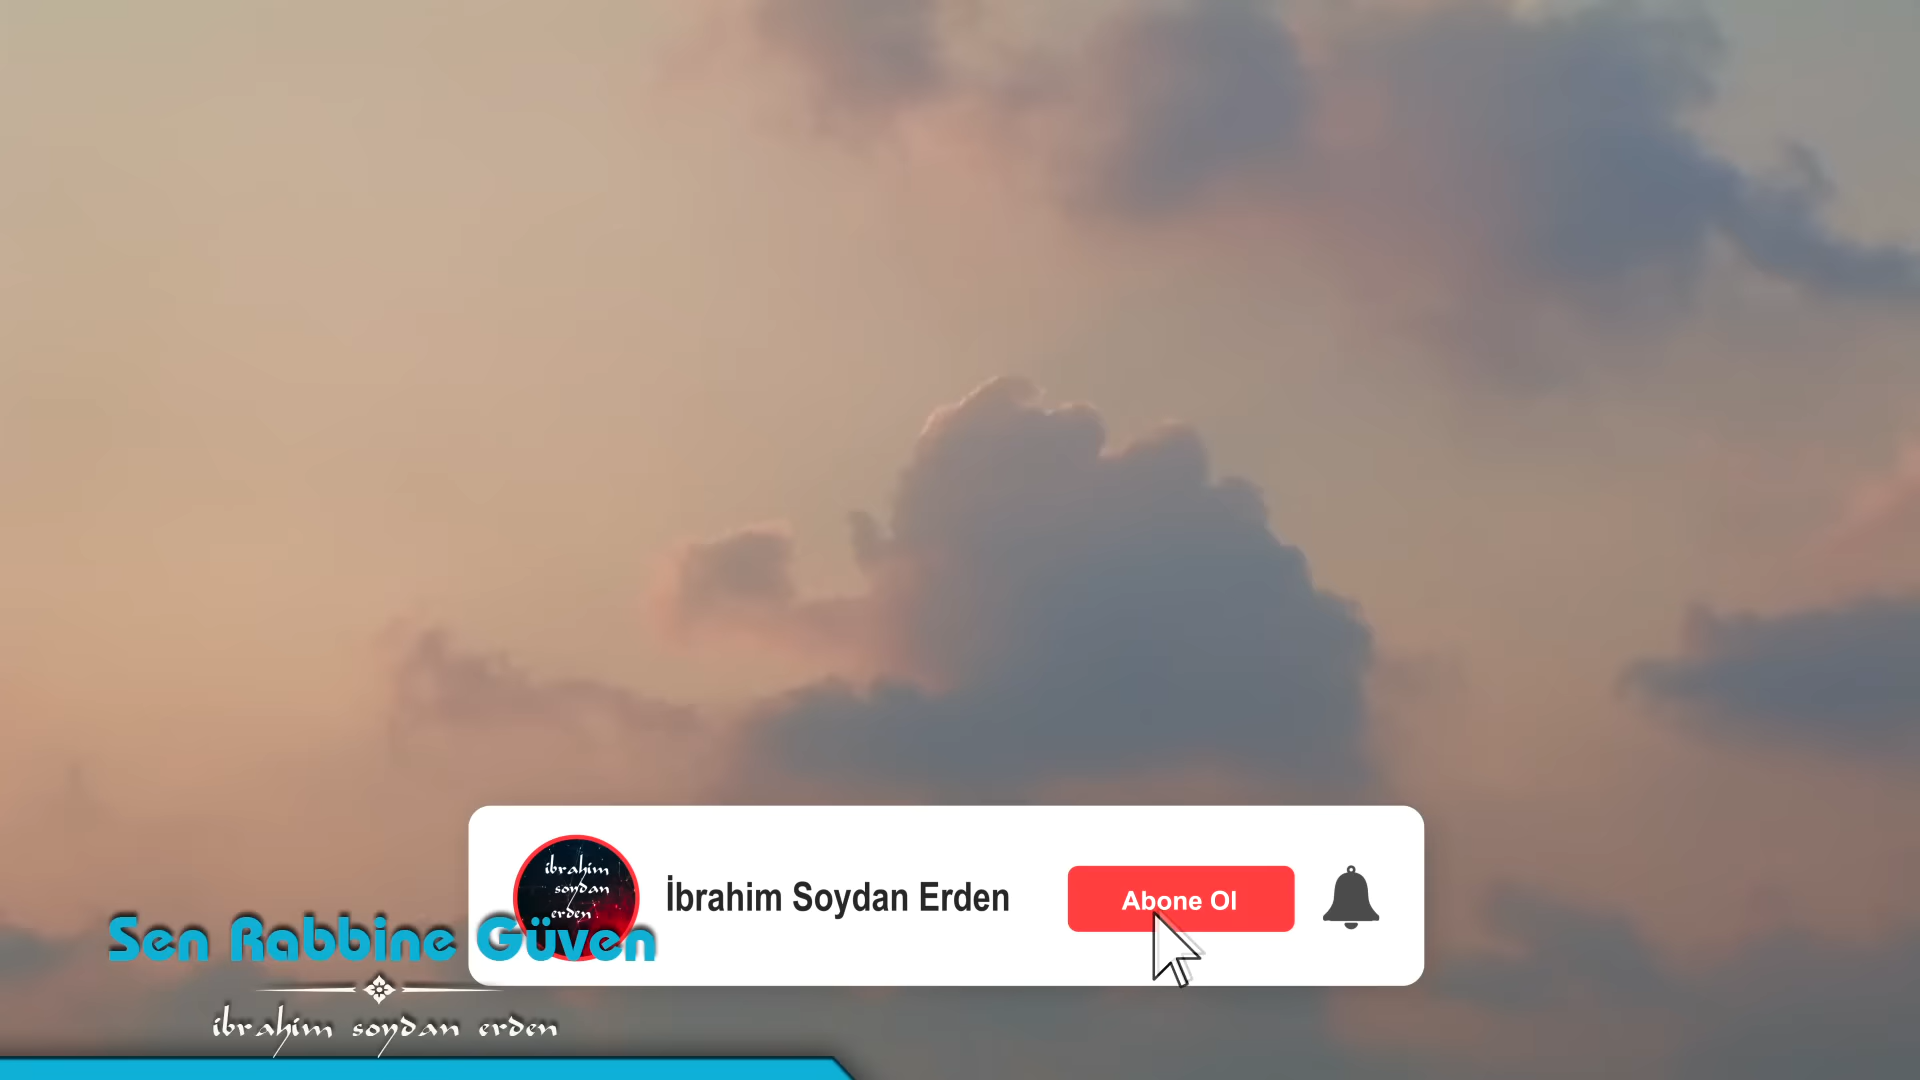 ibrahim
soydan
erden
İbrahim Soydan Erden
Abone Ol
Sen Rabbine Güven
ibrahim soydan erden